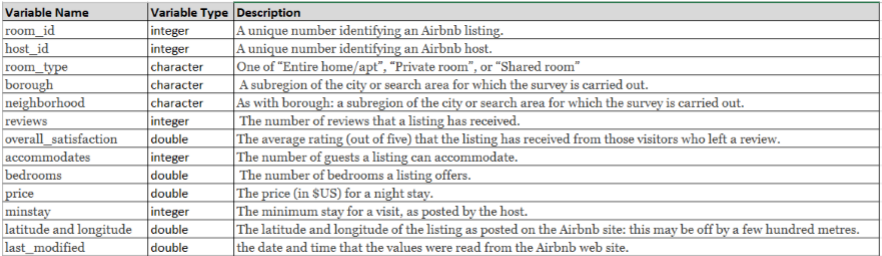 Variable Name Variable Type Description
room_id integer A unique number identifying an Airbnb listing.
host_id integer A unique number identifying an Airbnb host.
room_type character One of “Entire home/apt”, “Private room”, or “Shared room”
borough character A subregion of the city or search area for which the survey is carried out.
neighborhood character As with borough: a subregion of the city or search area for which the survey is carried out.
reviews integer The number of reviews that a listing has received.
overall_satisfaction double The average rating (out of five) that the listing has received from those visitors who left a review.
accommodates integer The number of guests a listing can accommodate.
bedrooms double The number of bedrooms a listing offers.
price double The price (in $US) for a night stay.
minstay integer The minimum stay for a visit, as posted by the host.
latitude and longitude double The latitude and longitude of the listing as posted on the Airbnb site: this may be off by a few hundred metres.
last_modified double the date and time that the values were read from the Airbnb web site.